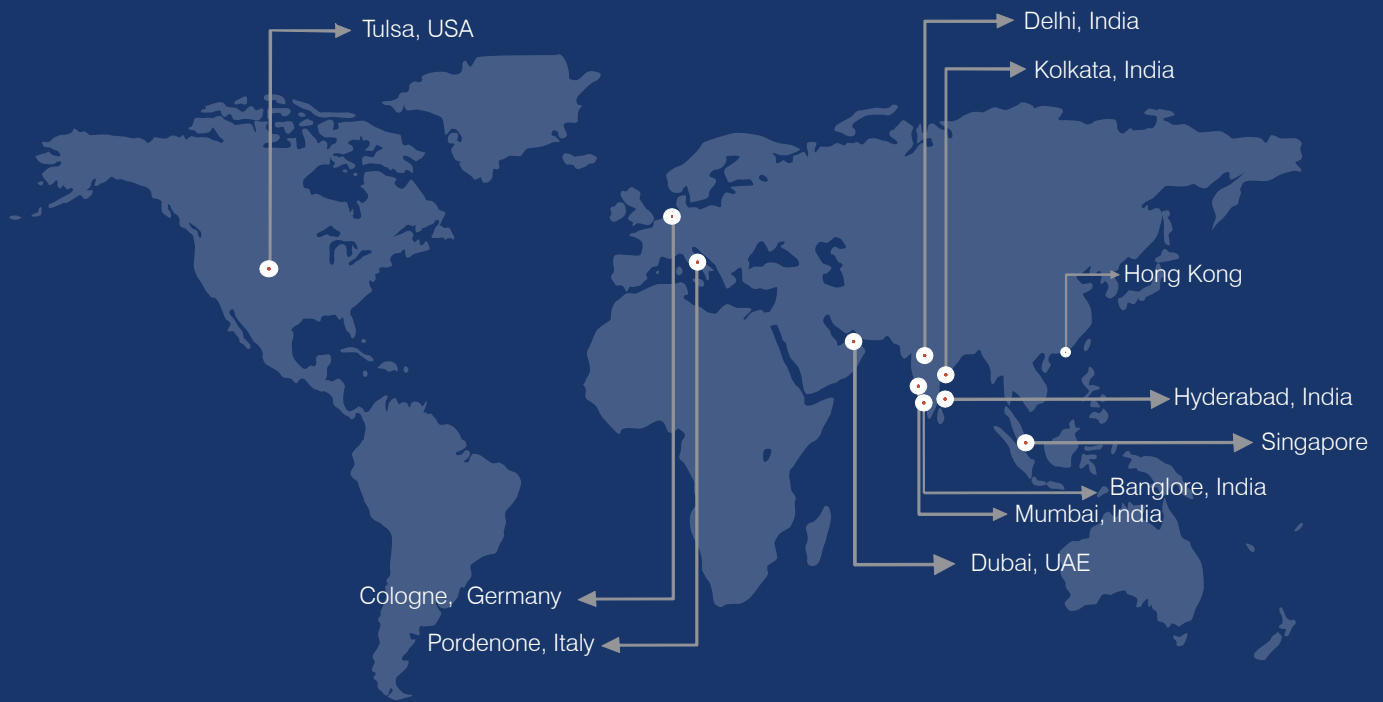 Delhi, India
Tulsa, USA
Kolkata, India
Hong Kong
Hyderabad, India
Singapore
Banglore, India
Mumbai, India
Dubai, UAE
Cologne, Germany
Pordenone, Italy